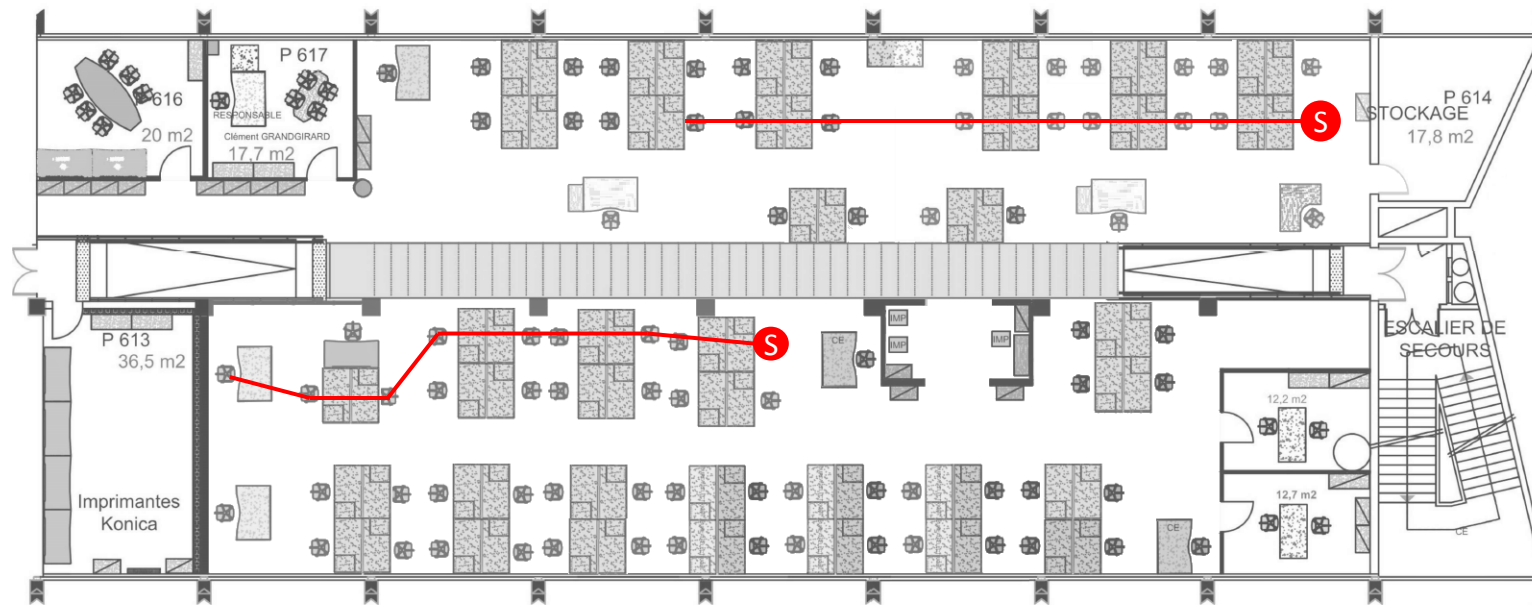 P 616
20 m2
P 617
RESPONSABLE
Clément GRANDGIRARD
17,7 m2
S
P 614
STOCKAGE
17,8 m2
P 613
36,5 m2
S
CE
IMP
IMP
IMP
ESCALIER DE
SECOURS
12,2 m2
Imprimantes
Konica
12,7 m2
CE
CE